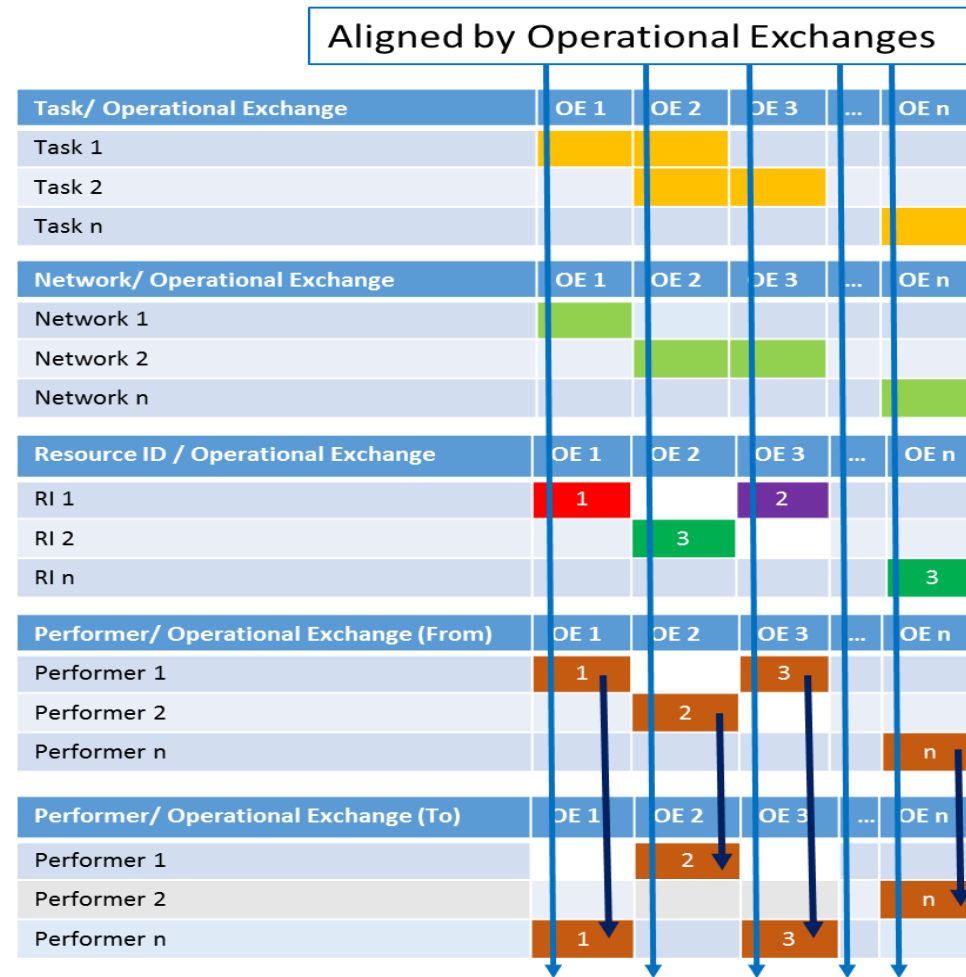 Aligned by Operational Exchanges
Task/ Operational Exchange OE 1 OE 2 OE 3 ... OE n
Task 1
Task 2
Task n
Network/ Operational Exchange OE 1 OE 2 OE 3 ... OE n
Network 1
Network 2
Network n
Resource ID / Operational Exchange OE 1 OE 2 OE 3 ... OE n
RI 1 1 2
RI 2 3
RI n 3
Performer/ Operational Exchange (From) OE 1 OE 2 OE 3 ... OE n
Performer 1 1 3
Performer 2 2
Performer n n
Performer/ Operational Exchange (To) OE 1 OE 2 OE 3 ... OE n
Performer 1 2
Performer 2 n
Performer n 1 3